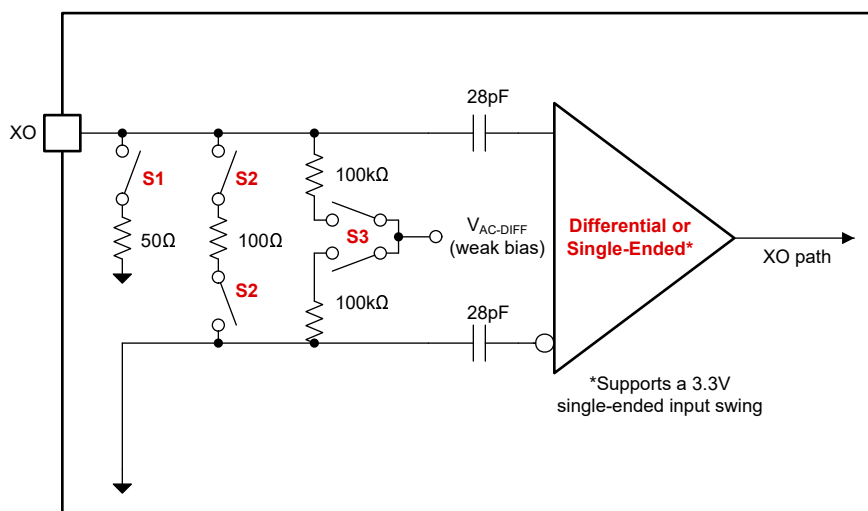 28pF
XO
S1
S2
100kΩ
50Ω
100Ω
S3
V_AC-DIFF
(weak bias)
Differential or
Single-Ended*
XO path
S2
100kΩ
28pF
*Supports a 3.3V
single-ended input swing